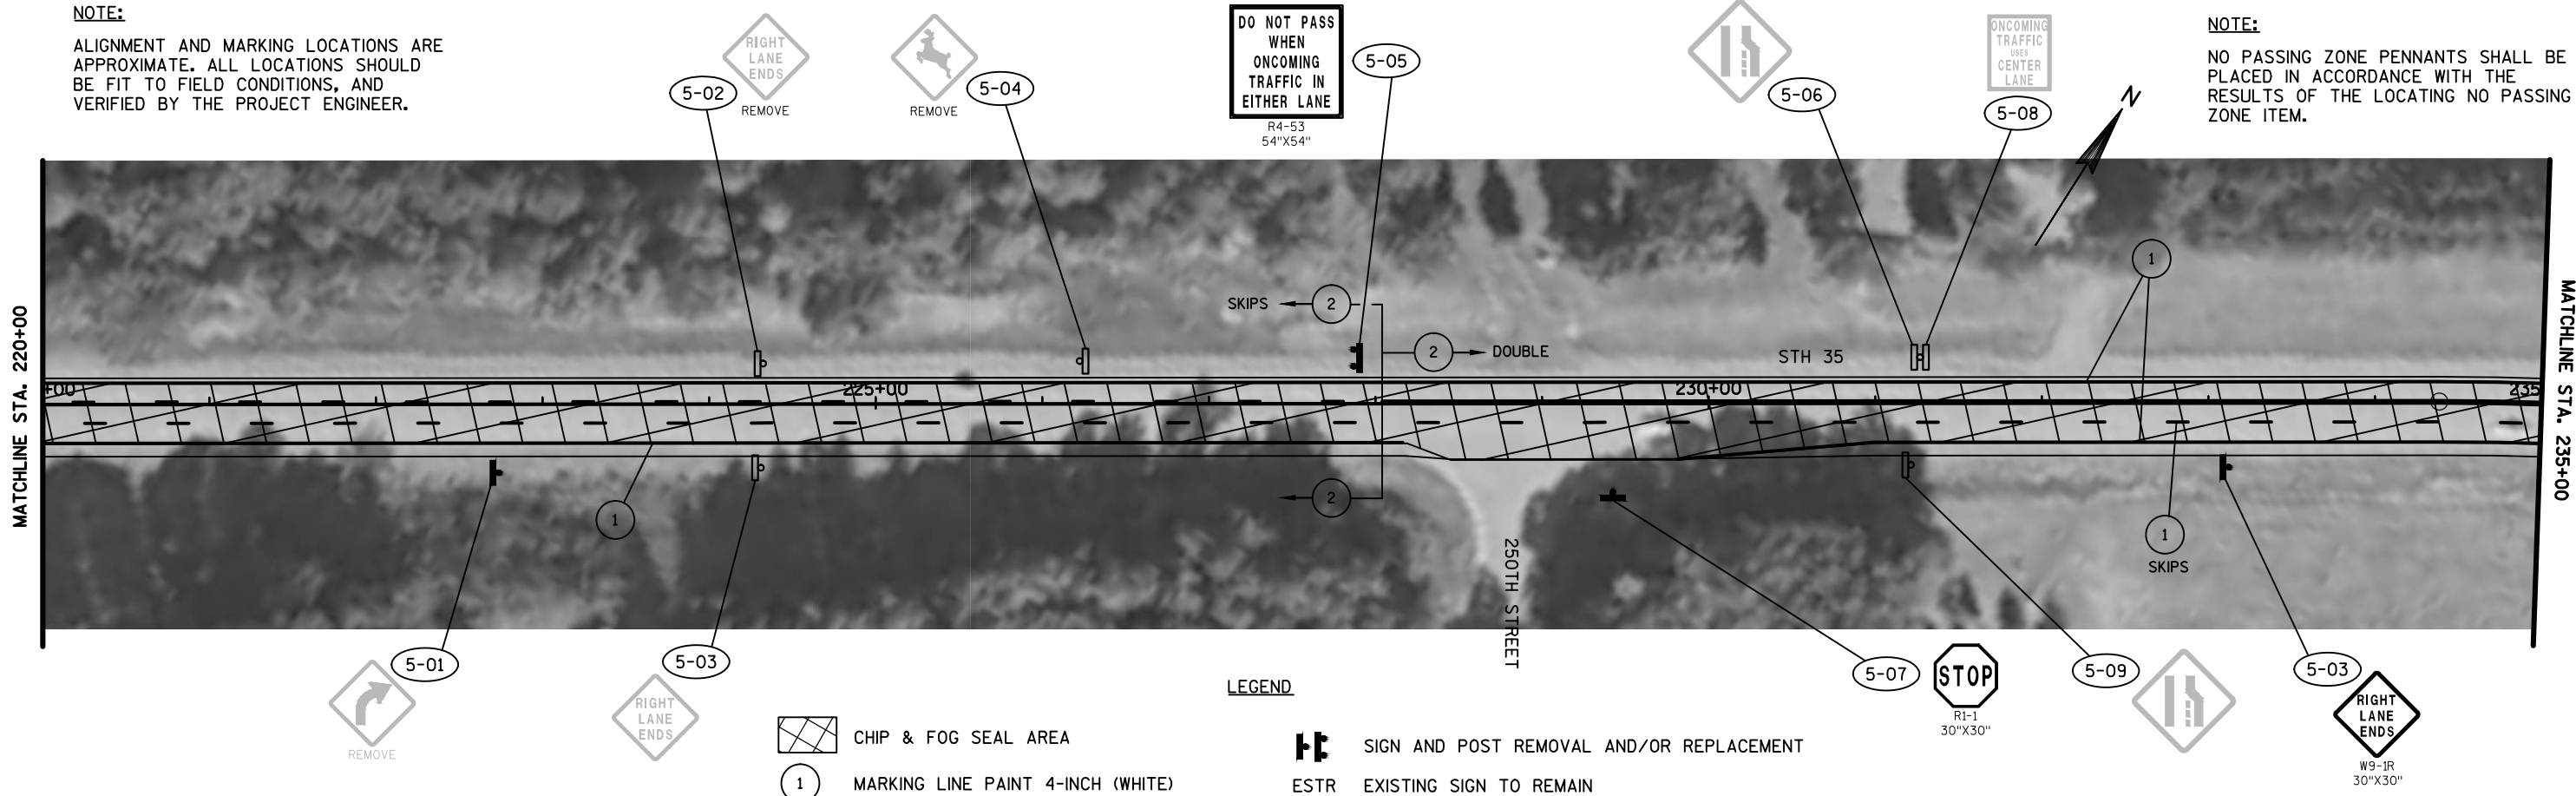 NOTE:
ALIGNMENT AND MARKING LOCATIONS ARE
APPROXIMATE. ALL LOCATIONS SHOULD
BE FIT TO FIELD CONDITIONS, AND
VERIFIED BY THE PROJECT ENGINEER.
5-02
RIGHT
LANE
ENDS
REMOVE
REMOVE
5-04
DO NOT PASS
WHEN
ONCOMING
TRAFFIC IN
EITHER LANE
R4-53
54"X54"
5-05
5-06
ONCOMING
TRAFFIC
USES
CENTER
LANE
5-08
N
NOTE:
NO PASSING ZONE PENNANTS SHALL BE
PLACED IN ACCORDANCE WITH THE
RESULTS OF THE LOCATING NO PASSING
ZONE ITEM.
MATCHLINE STA. 220+00
SKIPS
2
2
DOUBLE
STH 35
1
+00
225+00
230+00
235
MATCHLINE STA. 235+00
1
2
250TH STREET
1
SKIPS
5-01
REMOVE
5-03
RIGHT
LANE
ENDS
5-07
STOP
R1-1
30"X30"
5-09
5-03
RIGHT
LANE
ENDS
W9-1R
30"X30"
LEGEND
CHIP & FOG SEAL AREA
SIGN AND POST REMOVAL AND/OR REPLACEMENT
1 MARKING LINE PAINT 4-INCH (WHITE)
ESTR EXISTING SIGN TO REMAIN